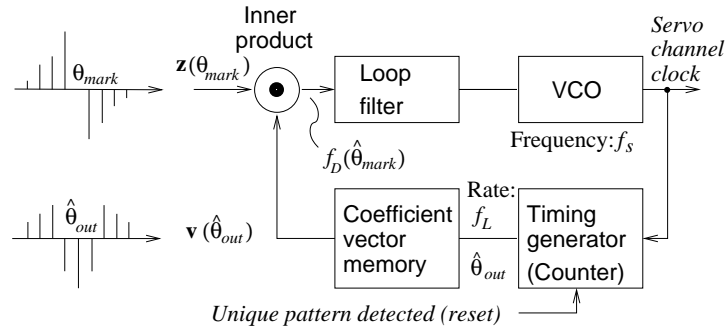 Inner
product
θmark
z(θmark)
Loop
filter
VCO
Servo
channel
clock
Frequency: fs
fD(θ̂mark)
θ̂out
v(θ̂out)
Coefficient
vector
memory
Rate:
fL
θ̂out
Timing
generator
(Counter)
Unique pattern detected (reset)